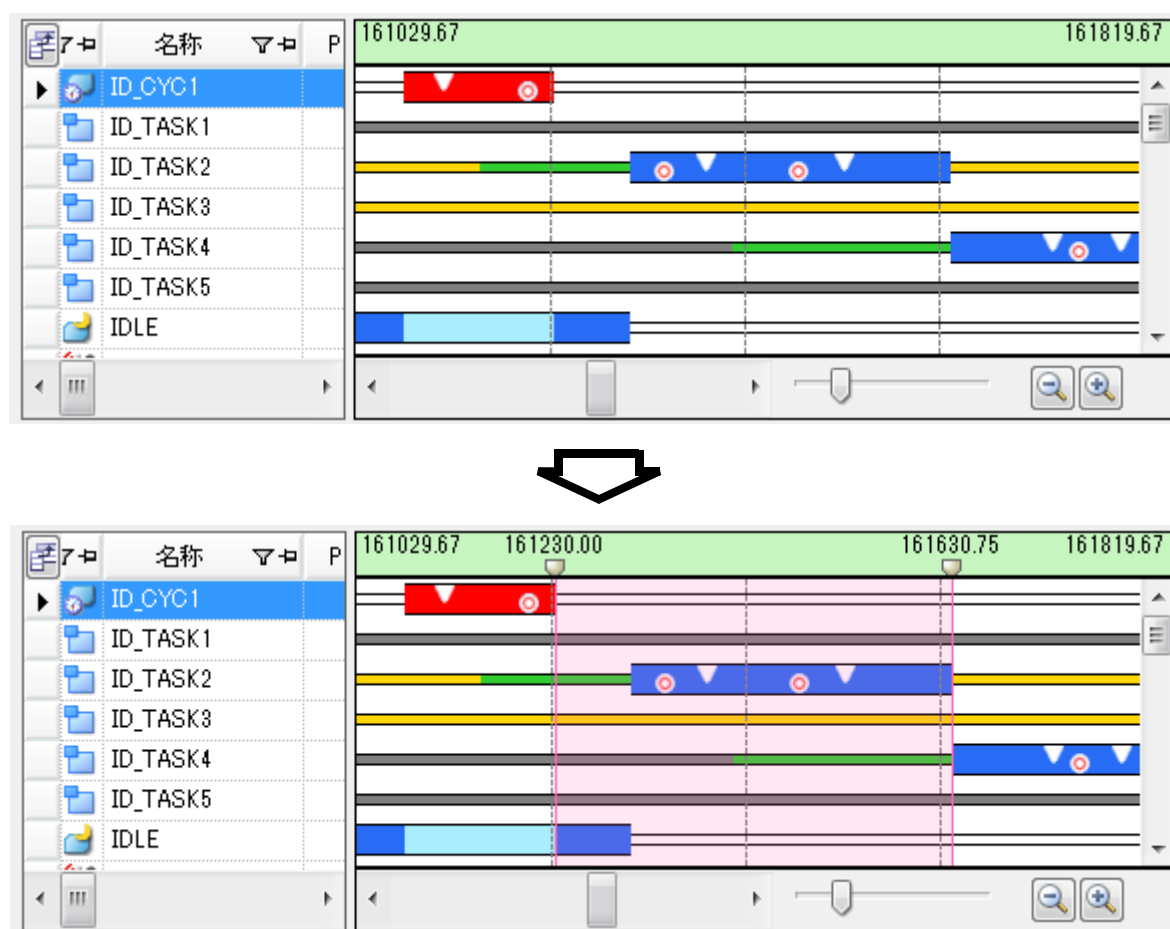 名称 P 161029.67 161819.67
ID_CYC1
ID_TASK1
ID_TASK2
ID_TASK3
ID_TASK4
ID_TASK5
IDLE
名称 P 161029.67 161230.00 161630.75 161819.67
ID_CYC1
ID_TASK1
ID_TASK2
ID_TASK3
ID_TASK4
ID_TASK5
IDLE